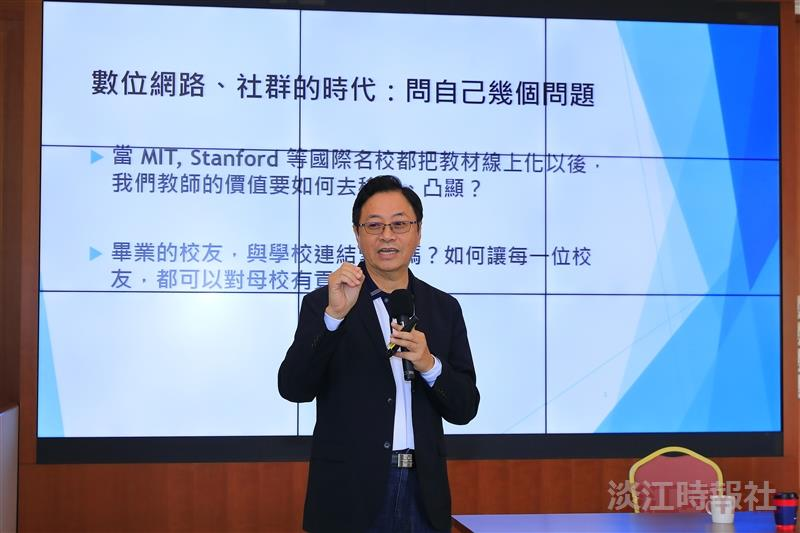 數位網路、社群的時代：問自己幾個問題
當 MIT, Stanford 等國際名校都把教材線上化以後，
我們教師的價值要如何去 、凸顯？
畢業的校友，與學校連結 嗎？如何讓每一位校
友，都可以對母校有
淡江時報社